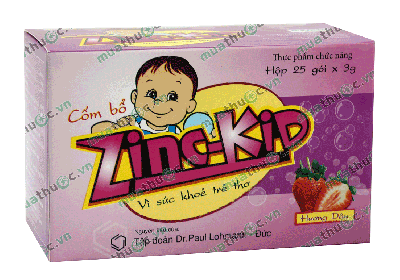 Thực phẩm chức năng
Hộp 25 gói x 3g
Cốm bổ
Zinc-Kid
Vì sức khoẻ trẻ thơ
Hương Dâu
Tập đoàn Dr.Paul Lohmann - Đức
muathuốc.vn